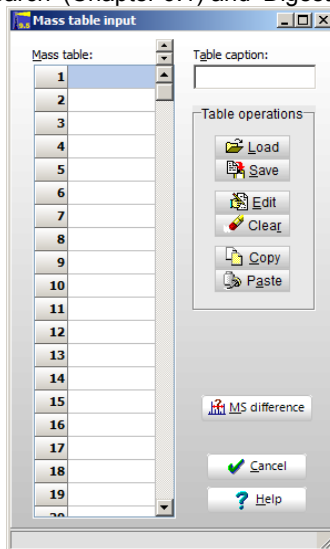 Mass table input
Mass table:
Table caption:
1
2
3
4
5
6
7
8
9
10
11
12
13
14
15
16
17
18
19
Table operations
Load
Save
Edit
Clear
Copy
Paste
MS difference
Cancel
Help